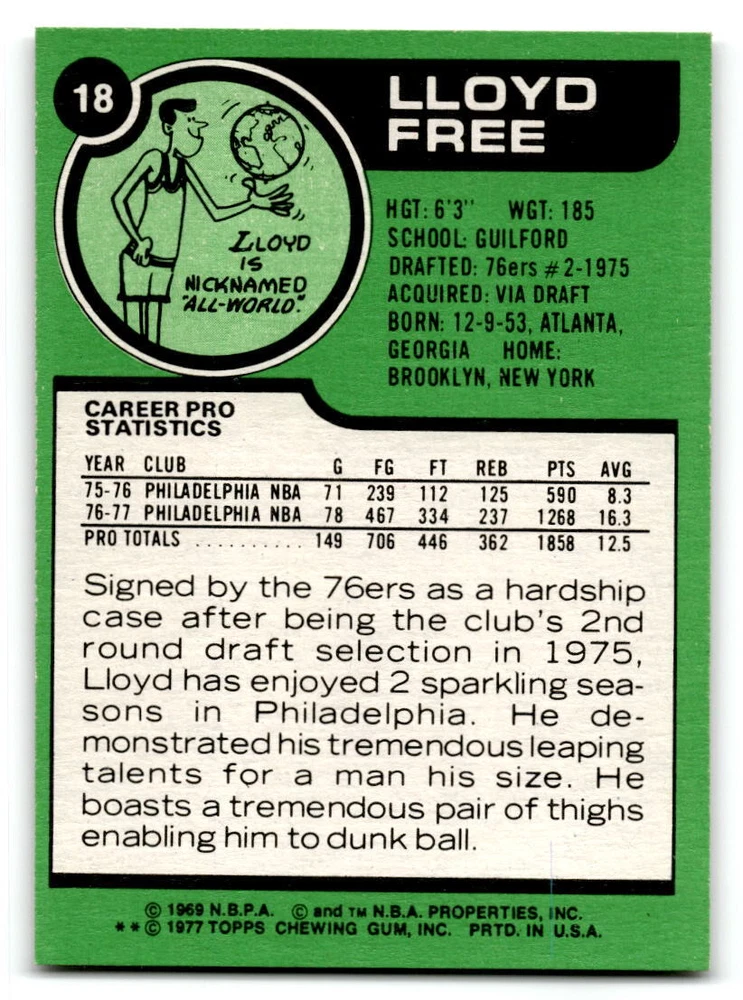 18
LLOYD
FREE
LLOYD
IS
NICKNAMED
"ALL-WORLD."
HGT: 6'3" WGT: 185
SCHOOL: GUILFORD
DRAFTED: 76ers #2-1975
ACQUIRED: VIA DRAFT
BORN: 12-9-53, ATLANTA,
GEORGIA HOME:
BROOKLYN, NEW YORK
CAREER PRO
STATISTICS
YEAR CLUB G FG FT REB PTS AVG
75-76 PHILADELPHIA NBA 71 239 112 125 590 8.3
76-77 PHILADELPHIA NBA 78 467 334 237 1268 16.3
PRO TOTALS .......... 149 706 446 362 1858 12.5
Signed by the 76ers as a hardship
case after being the club's 2nd
round draft selection in 1975,
Lloyd has enjoyed 2 sparkling sea-
sons in Philadelphia. He de-
monstrated his tremendous leaping
talents for a man his size. He
boasts a tremendous pair of thighs
enabling him to dunk ball.
© 1969 N.B.P.A. © and TM N.B.A. PROPERTIES, INC.
**© 1977 TOPPS CHEWING GUM, INC. PRTD. IN U.S.A.